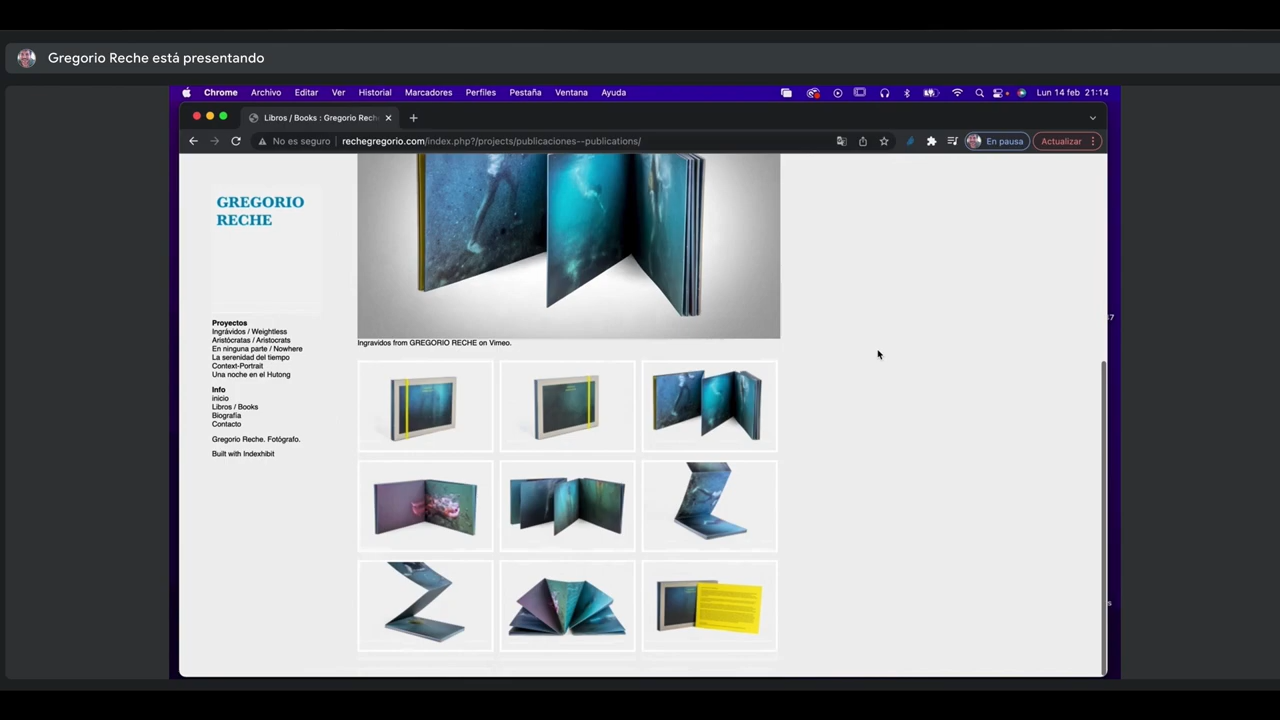 Gregorio Reche está presentando
Chrome Archivo Editar Ver Historial Marcadores Perfiles Pestaña Ventana Ayuda
Lun 14 feb 21:14
Libros / Books : Gregorio Rech
No es seguro rechegregorio.com/index.php?/projects/publicaciones--publications/
En pausa
Actualizar
GREGORIO
RECHE
Proyectos
Ingrávidos / Weightless
Aristócratas / Aristocrats
En ninguna parte / Nowhere
La serenidad del tiempo
Context-Portrait
Una noche en el Hutong
Info
inicio
Libros / Books
Biografía
Contacto
Gregorio Reche. Fotógrafo.
Built with Indexhibit
Ingravidos from GREGORIO RECHE on Vimeo.